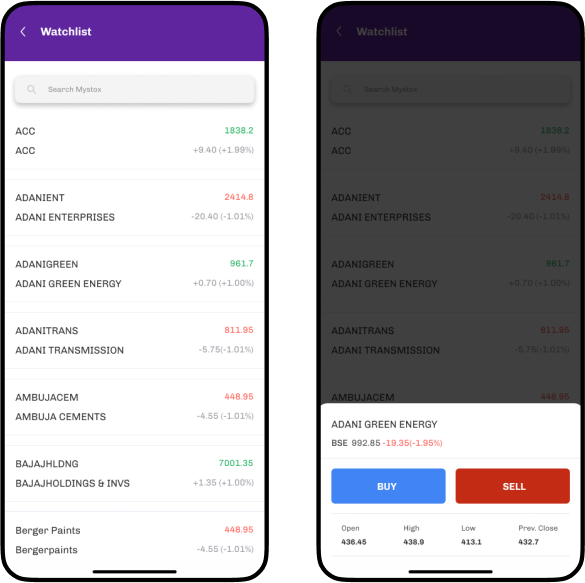 Watchlist
Search Mystox
ACC 1838.2
ACC +9.40 (+1.99%)
ADANIENT 2414.8
ADANI ENTERPRISES -20.40 (-1.01%)
ADANIGREEN 961.7
ADANI GREEN ENERGY +0.70 (+1.00%)
ADANITRANS 811.95
ADANI TRANSMISSION -5.75(-1.01%)
AMBUJACEM 448.95
AMBUJA CEMENTS -4.55 (-1.01%)
BAJAJHLDNG 7001.35
BAJAJHOLDINGS & INVS +1.35 (+1.00%)
Berger Paints 448.95
Bergerpaints -4.55 (-1.01%)
Watchlist
Search Mystox
ACC 1838.2
ACC +9.40 (+1.99%)
ADANIENT 2414.8
ADANI ENTERPRISES -20.40 (-1.01%)
ADANIGREEN 961.7
ADANI GREEN ENERGY +0.70 (+1.00%)
ADANITRANS 811.95
ADANI TRANSMISSION -5.75(-1.01%)
AMBUJACEM 448.95
ADANI GREEN ENERGY
BSE 992.85 -19.35(-1.95%)
BUY SELL
Open High Low Prev. Close
436.45 438.9 413.1 432.7